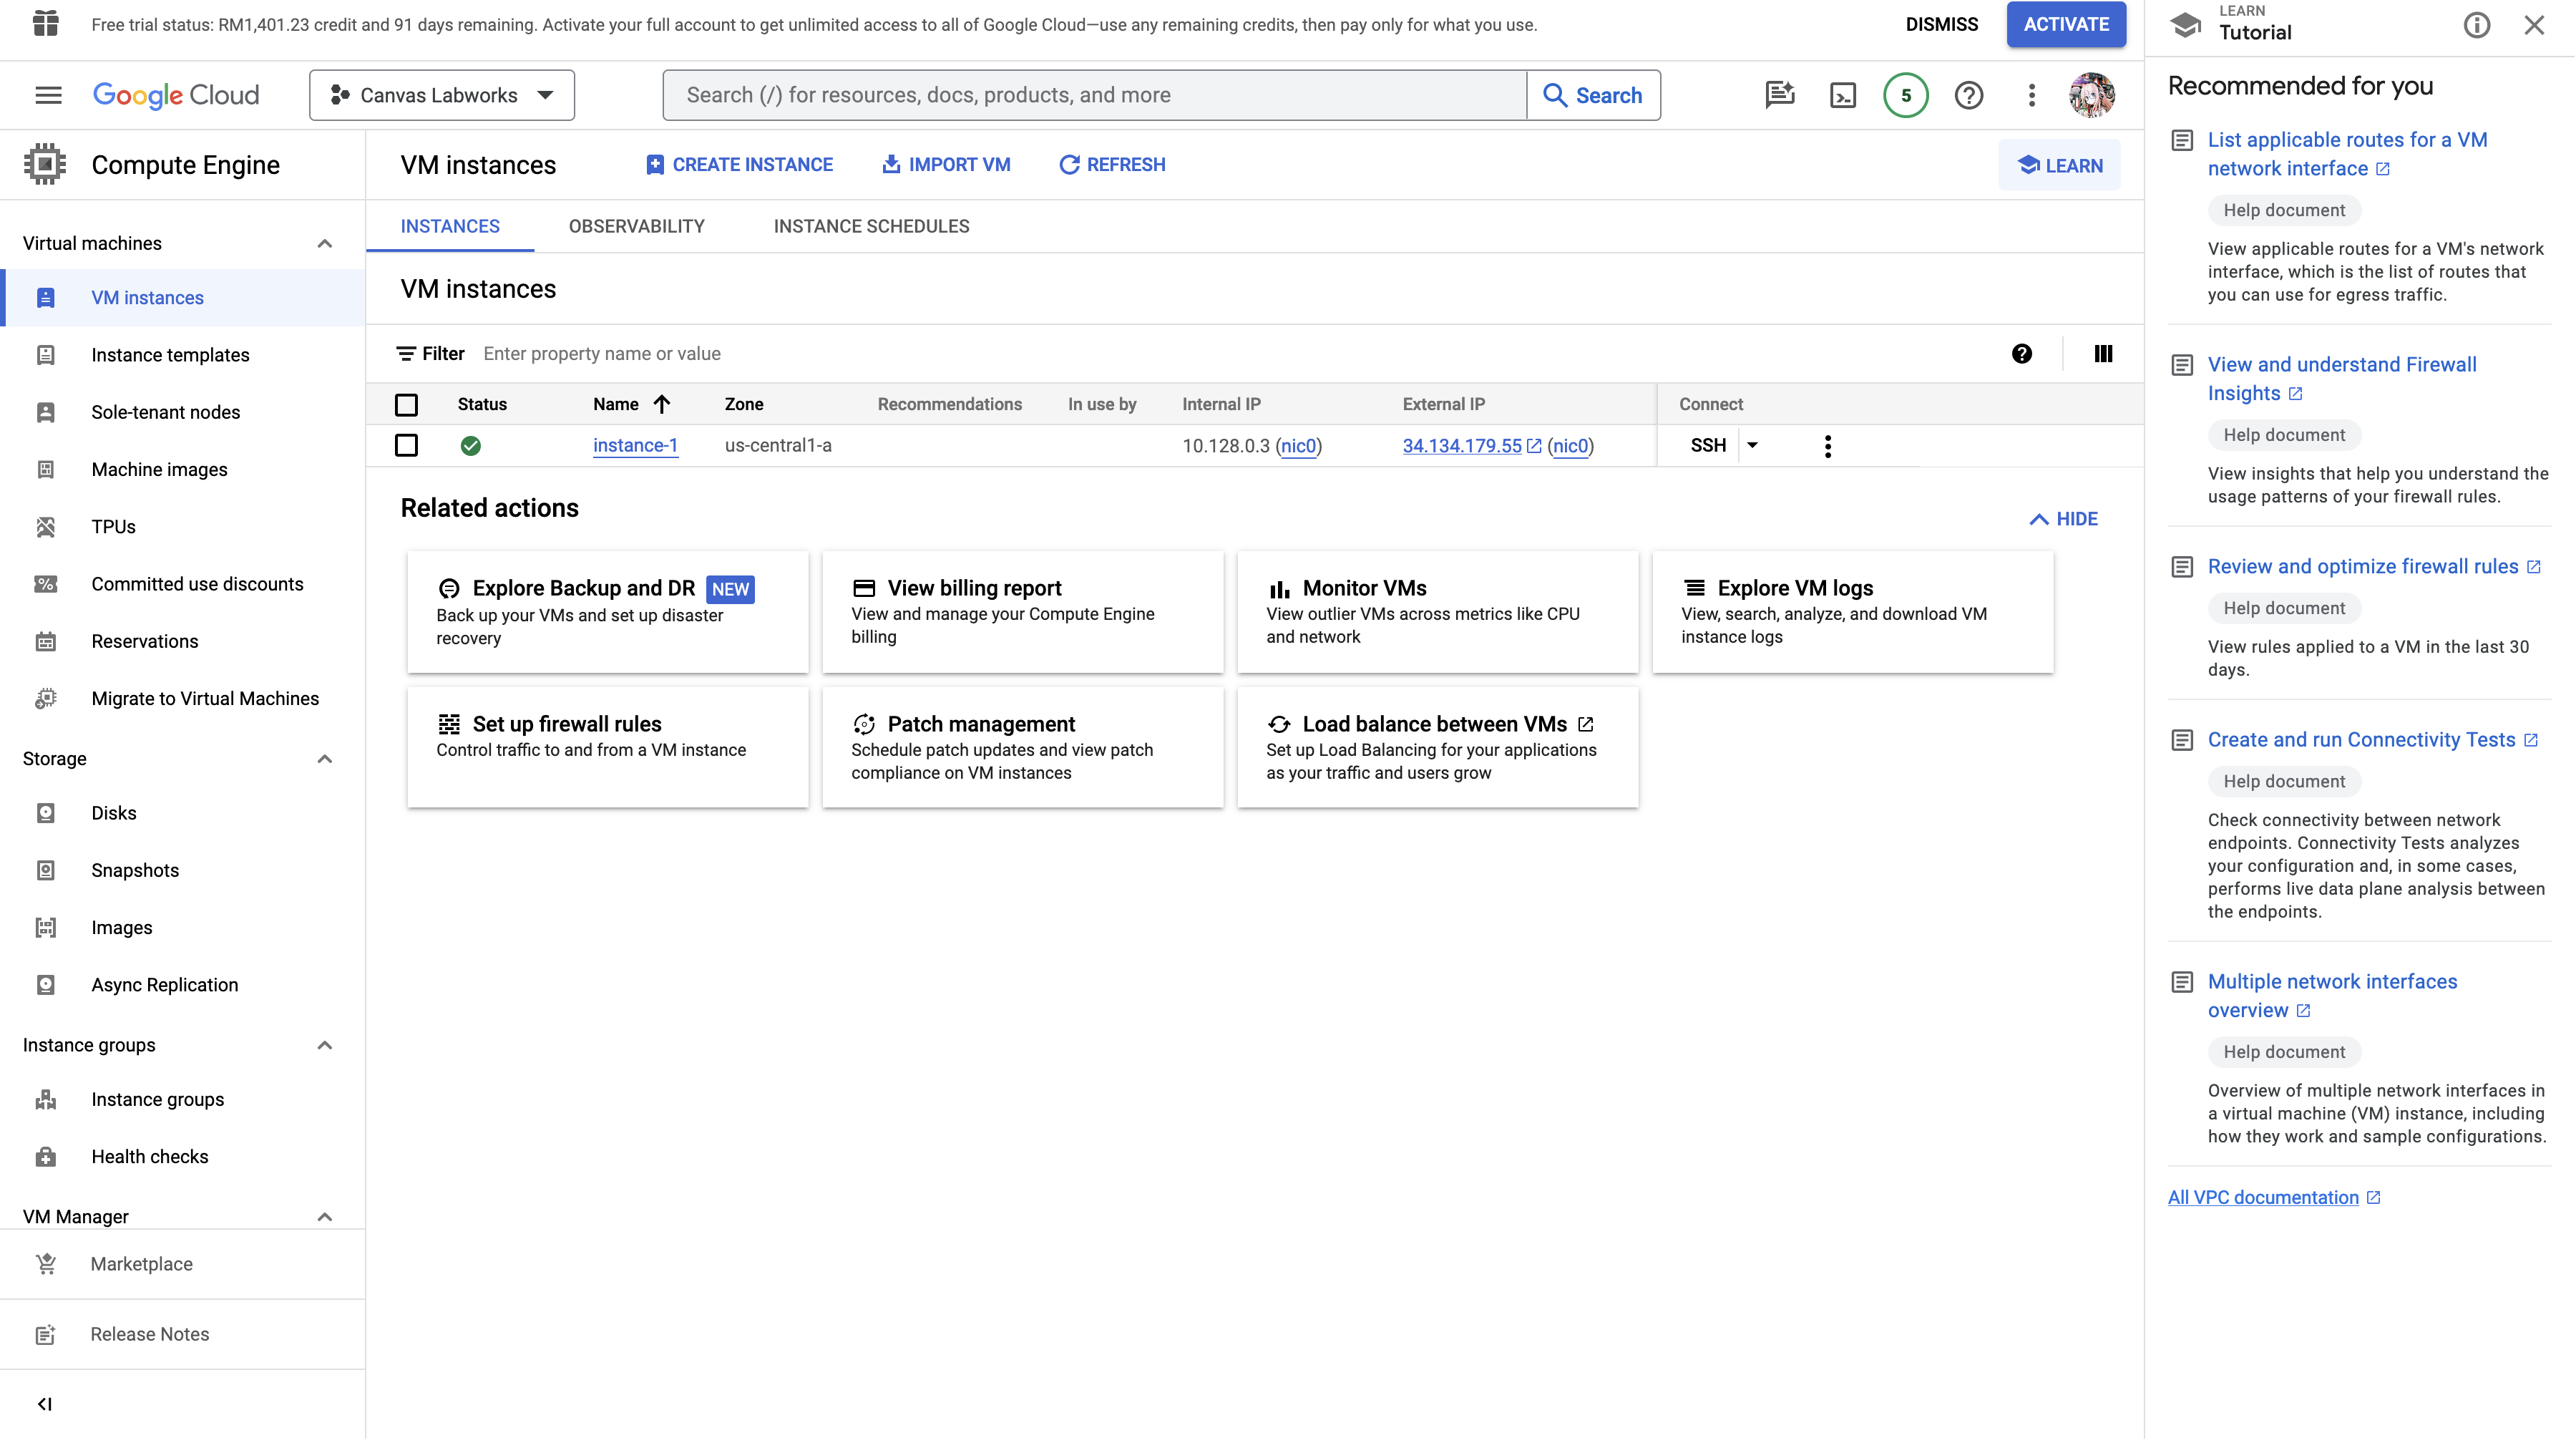 Free trial status: RM1,401.23 credit and 91 days remaining. Activate your full account to get unlimited access to all of Google Cloud—use any remaining credits, then pay only for what you use.
DISMISS
ACTIVATE
Google Cloud
Canvas Labworks
Search (/) for resources, docs, products, and more
Search
5
Compute Engine
Virtual machines
VM instances
Instance templates
Sole-tenant nodes
Machine images
TPUs
Committed use discounts
Reservations
Migrate to Virtual Machines
Storage
Disks
Snapshots
Images
Async Replication
Instance groups
Instance groups
Health checks
VM Manager
Marketplace
Release Notes
VM instances
CREATE INSTANCE
IMPORT VM
REFRESH
LEARN
INSTANCES
OBSERVABILITY
INSTANCE SCHEDULES
VM instances
Filter
Enter property name or value
Status
Name
Zone
Recommendations
In use by
Internal IP
External IP
Connect
instance-1
us-central1-a
10.128.0.3 (nic0)
34.134.179.55 (nic0)
SSH
Related actions
HIDE
Explore Backup and DR NEW
Back up your VMs and set up disaster
recovery
View billing report
View and manage your Compute Engine
billing
Monitor VMs
View outlier VMs across metrics like CPU
and network
Explore VM logs
View, search, analyze, and download VM
instance logs
Set up firewall rules
Control traffic to and from a VM instance
Patch management
Schedule patch updates and view patch
compliance on VM instances
Load balance between VMs
Set up Load Balancing for your applications
as your traffic and users grow
LEARN
Tutorial
Recommended for you
List applicable routes for a VM
network interface
Help document
View applicable routes for a VM's network
interface, which is the list of routes that
you can use for egress traffic.
View and understand Firewall
Insights
Help document
View insights that help you understand the
usage patterns of your firewall rules.
Review and optimize firewall rules
Help document
View rules applied to a VM in the last 30
days.
Create and run Connectivity Tests
Help document
Check connectivity between network
endpoints. Connectivity Tests analyzes
your configuration and, in some cases,
performs live data plane analysis between
the endpoints.
Multiple network interfaces
overview
Help document
Overview of multiple network interfaces in
a virtual machine (VM) instance, including
how they work and sample configurations.
All VPC documentation